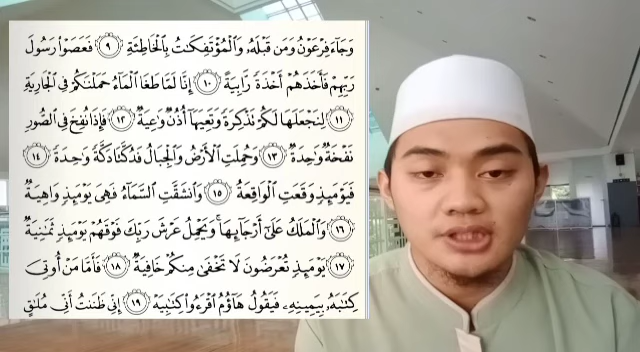 وَجَآءَ فِرْعَوْنُ وَمَن قَبْلَهُۥ وَٱلْمُؤْتَفِكَٰتُ بِٱلْخَاطِئَةِ ٩ فَعَصَوْا۟ رَسُولَ
رَبِّهِمْ فَأَخَذَهُمْ أَخْذَةً رَّابِيَةً ١٠ إِنَّا لَمَّا طَغَا ٱلْمَآءُ حَمَلْنَٰكُمْ فِى ٱلْجَارِيَةِ
١١ لِنَجْعَلَهَا لَكُمْ تَذْكِرَةً وَتَعِيَهَآ أُذُنٌ وَٰعِيَةٌ ١٢ فَإِذَا نُفِخَ فِى ٱلصُّورِ
نَفْخَةٌ وَٰحِدَةٌ ١٣ وَحُمِلَتِ ٱلْأَرْضُ وَٱلْجِبَالُ فَدُكَّتَا دَكَّةً وَٰحِدَةً ١٤
فَيَوْمَئِذٍ وَقَعَتِ ٱلْوَاقِعَةُ ١٥ وَٱنشَقَّتِ ٱلسَّمَآءُ فَهِىَ يَوْمَئِذٍ وَاهِيَةٌ
١٦ وَٱلْمَلَكُ عَلَىٰٓ أَرْجَآئِهَا ۚ وَيَحْمِلُ عَرْشَ رَبِّكَ فَوْقَهُمْ يَوْمَئِذٍ ثَمَٰنِيَةٌ
١٧ يَوْمَئِذٍ تُعْرَضُونَ لَا تَخْفَىٰ مِنكُمْ خَافِيَةٌ ١٨ فَأَمَّا مَنْ أُوتِىَ
كِتَٰبَهُۥ بِيَمِينِهِۦ فَيَقُولُ هَآؤُمُ ٱقْرَءُوا۟ كِتَٰبِيَهْ ١٩ إِنِّى ظَنَنتُ أَنِّى مُلَٰقٍ